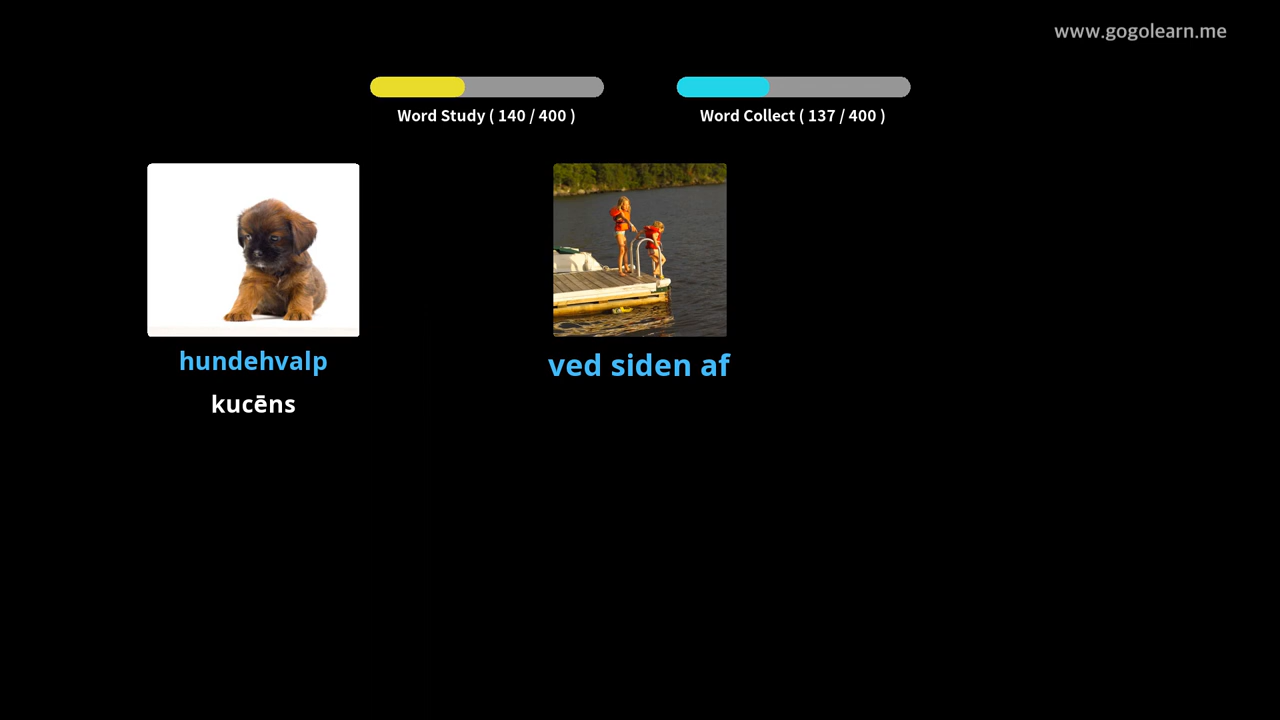 www.gogolearn.me
Word Study ( 140 / 400 )
Word Collect ( 137 / 400 )
hundehvalp
kucēns
ved siden af